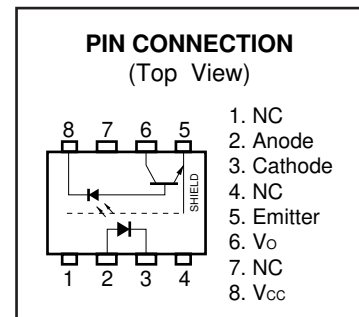 PIN CONNECTION
(Top View)
8 7 6 5
SHIELD
1 2 3 4
1. NC
2. Anode
3. Cathode
4. NC
5. Emitter
6. Vo
7. NC
8. Vcc